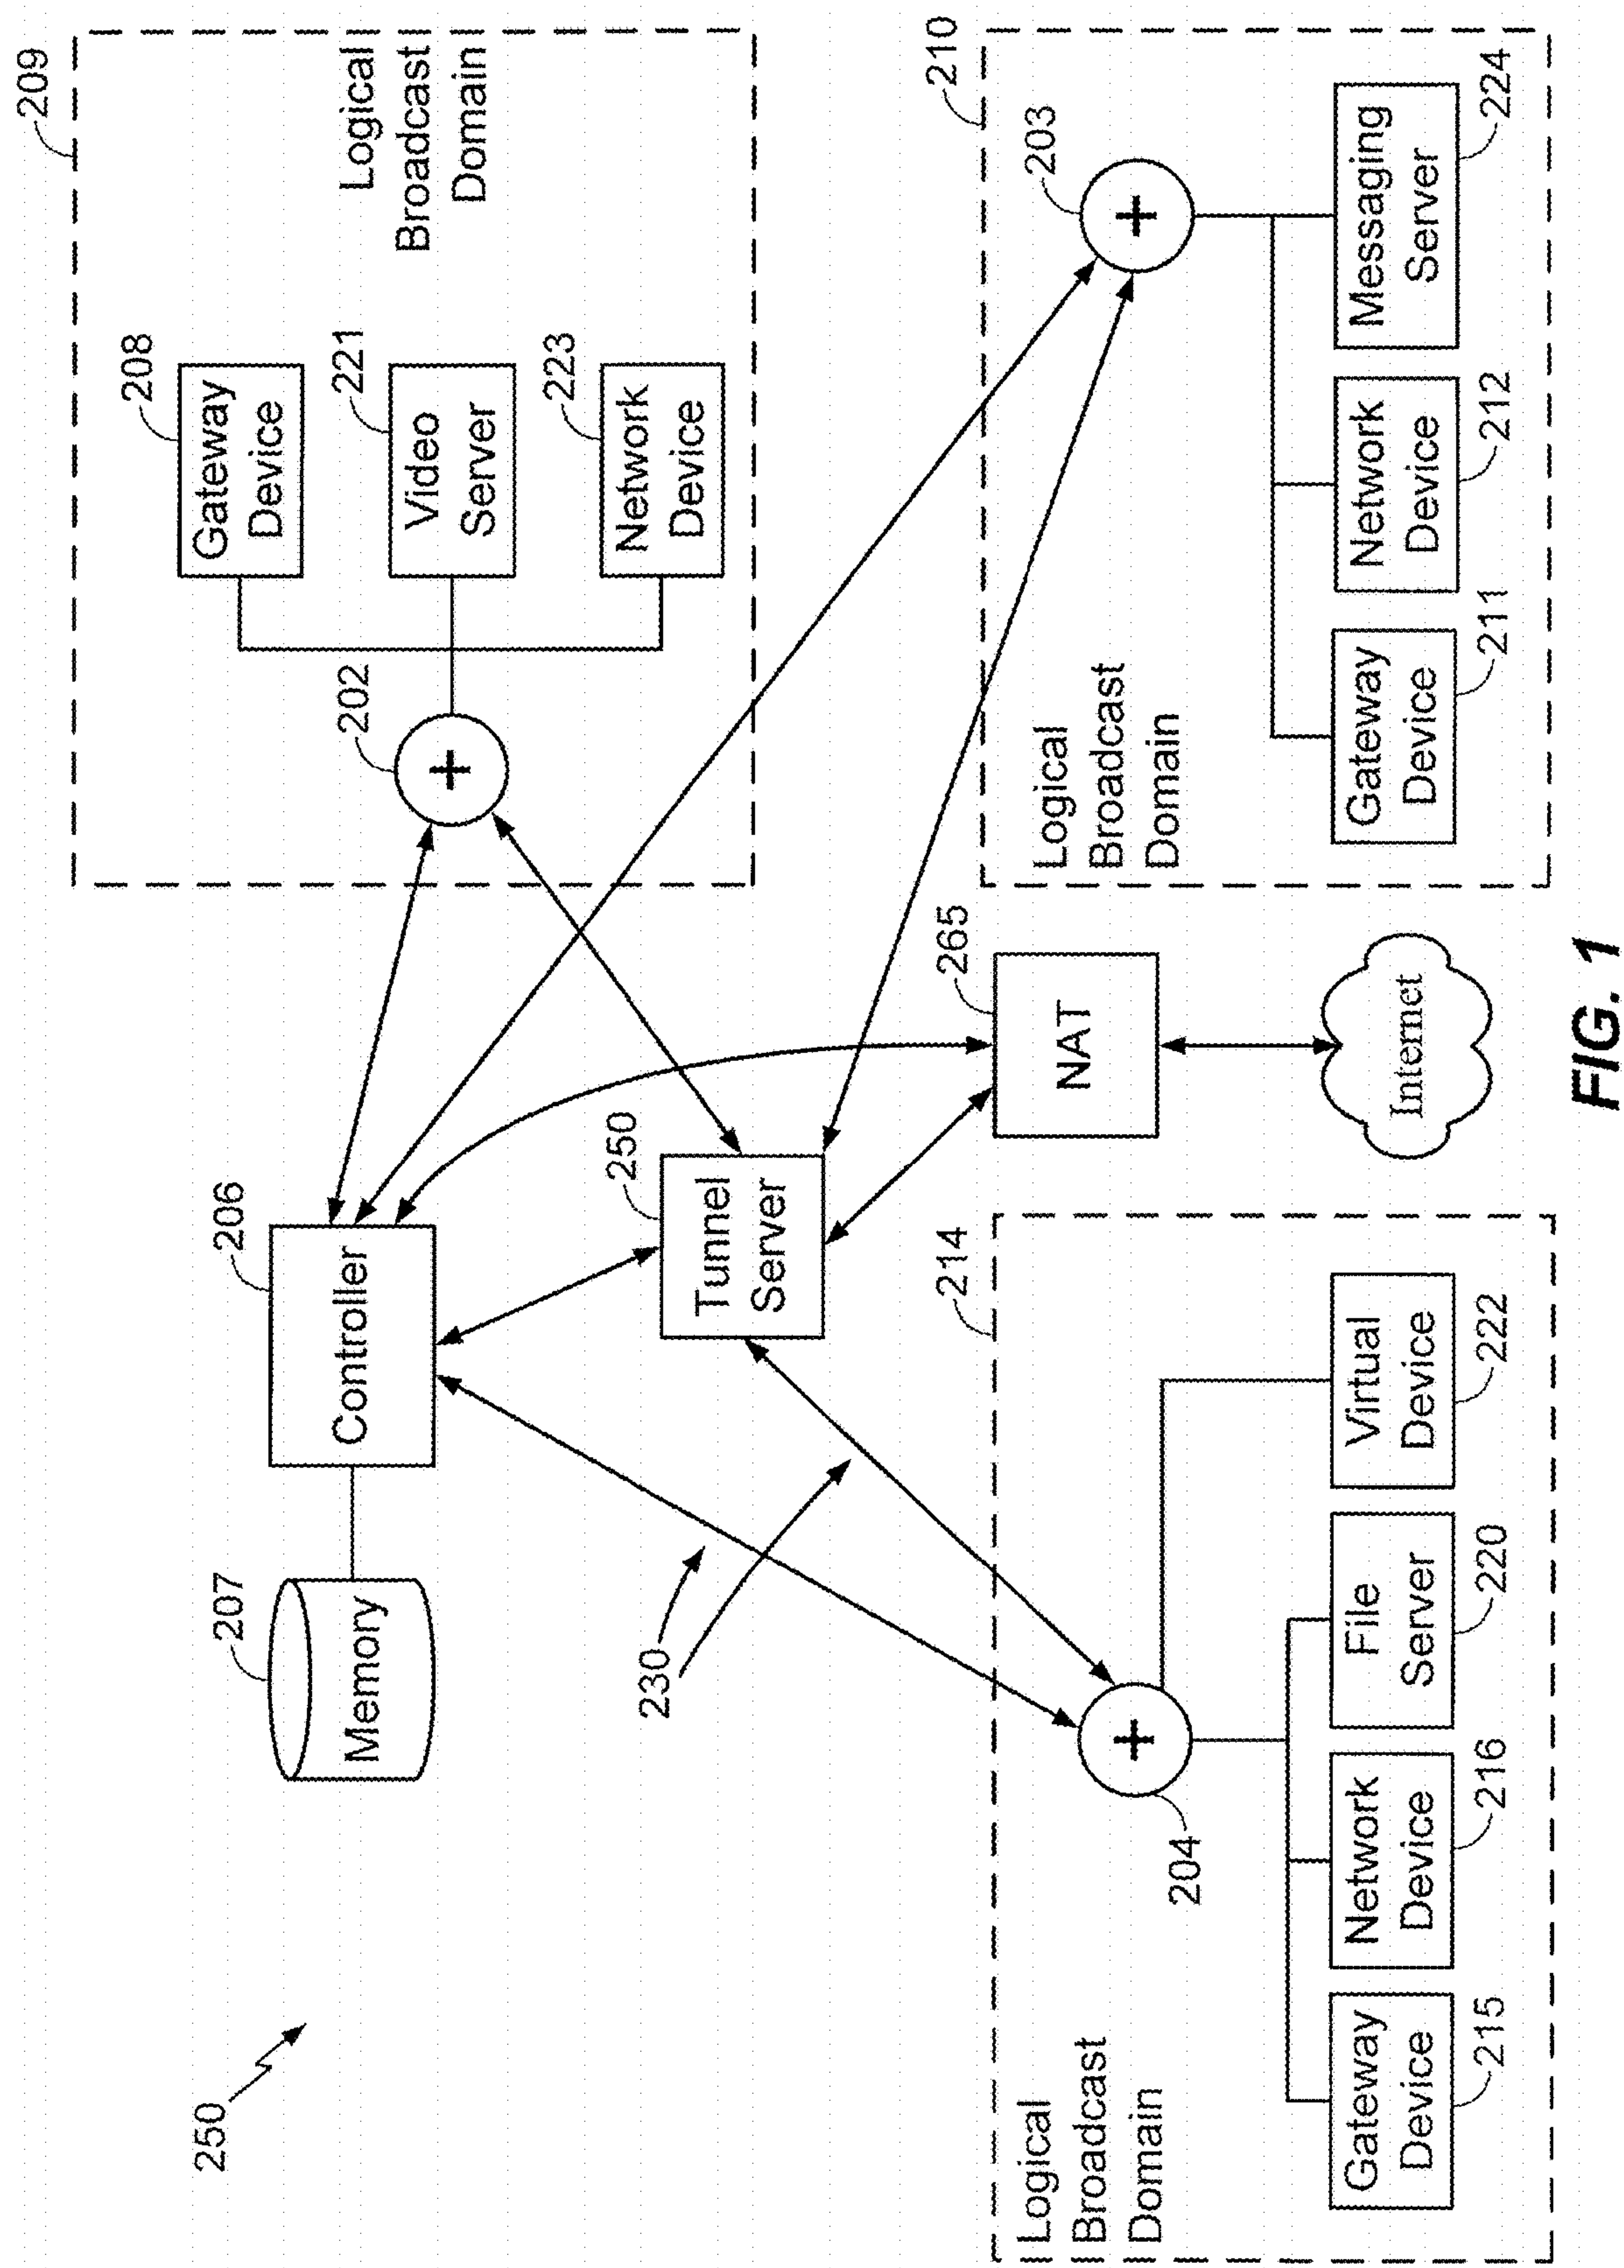 250
207
Memory
206
Controller
209
208
Gateway
Device
221
Video
Server
223
Network
Device
202
Logical
Broadcast
Domain
230
250
Tunnel
Server
214
Logical
Broadcast
Domain
204
Gateway
Device
215
Network
Device
216
File
Server
220
Virtual
Device
222
265
NAT
Internet
210
203
Logical
Broadcast
Domain
Gateway
Device
211
Network
Device
212
Messaging
Server
224
FIG. 1